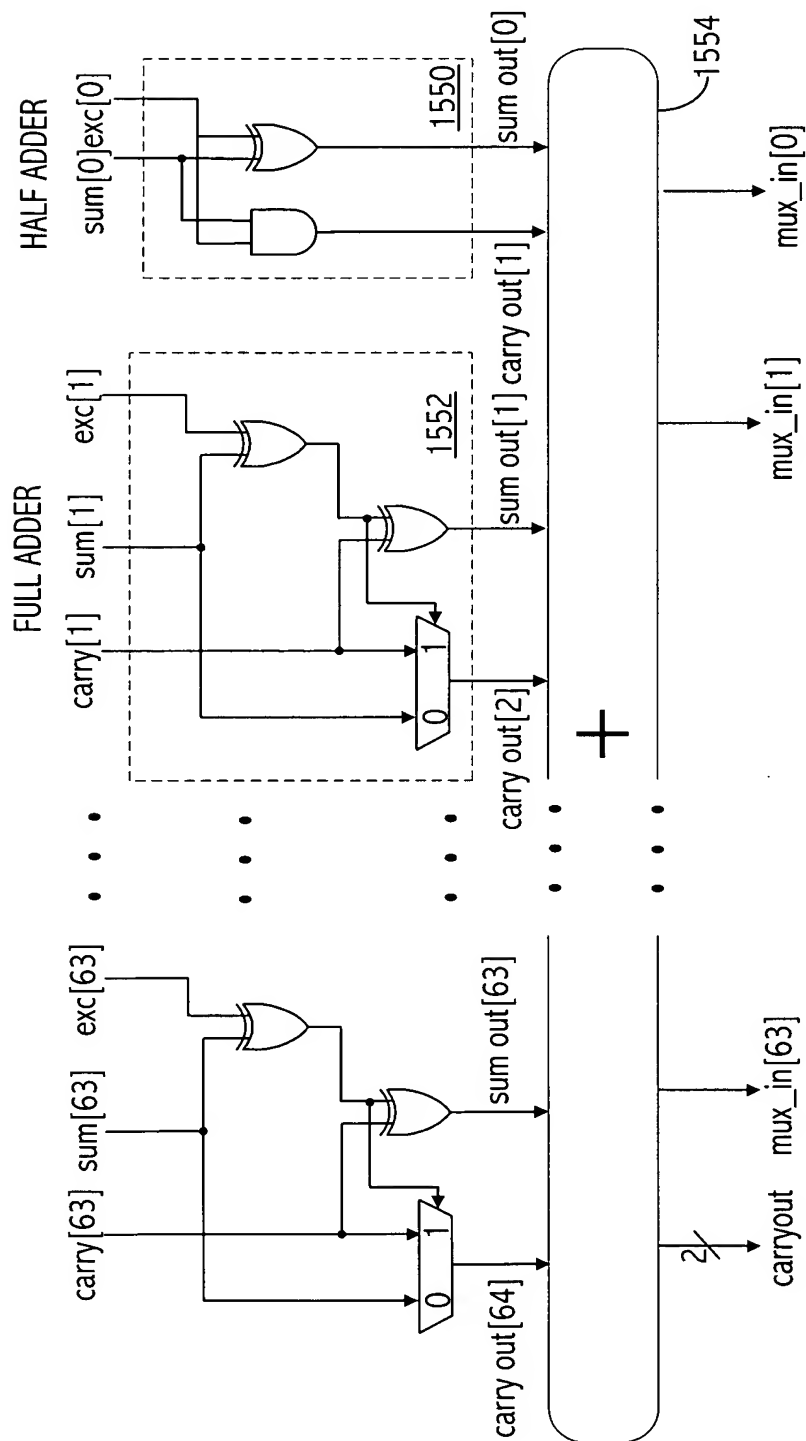 HALF ADDER
sum[0]
exc[0]
1550
sum out[0]
carry out[1]
FULL ADDER
carry[1]
sum[1]
exc[1]
1552
sum out[1]
0 1
carry out[2]
carry[63]
sum[63]
exc[63]
0 1
sum out[63]
carry out[64]
+
1554
2
carryout
mux_in[63]
mux_in[1]
mux_in[0]